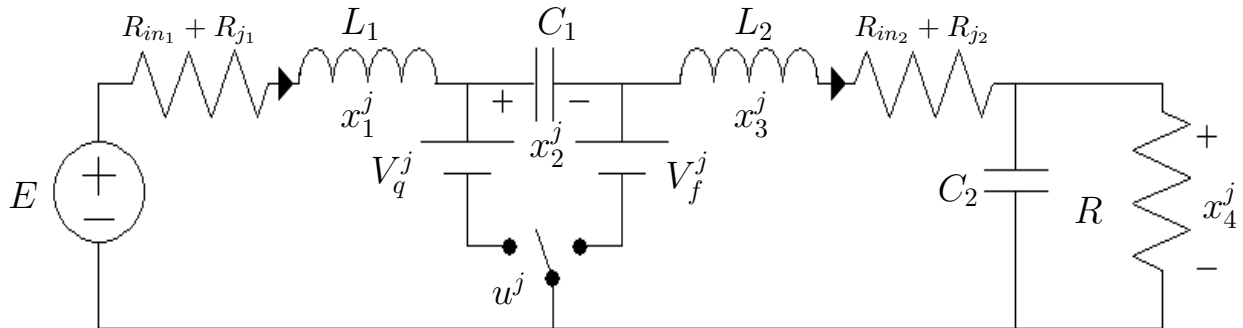 R_{in_1} + R_{j_1}
L_1
C_1
L_2
R_{in_2} + R_{j_2}
x_1^j
+ −
x_2^j
x_3^j
V_q^j
V_f^j
E
+
−
C_2
R
+
x_4^j
−
u^j